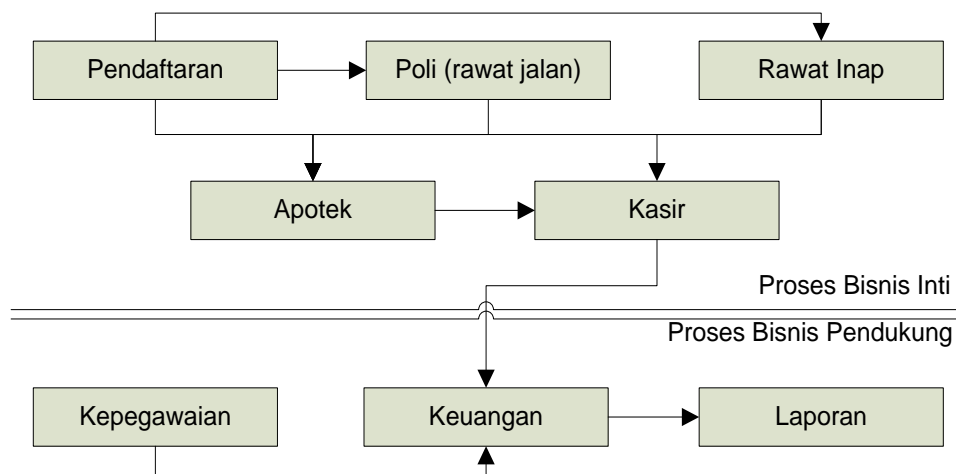 Pendaftaran
Poli (rawat jalan)
Rawat Inap
Apotek
Kasir
Proses Bisnis Inti
Proses Bisnis Pendukung
Kepegawaian
Keuangan
Laporan